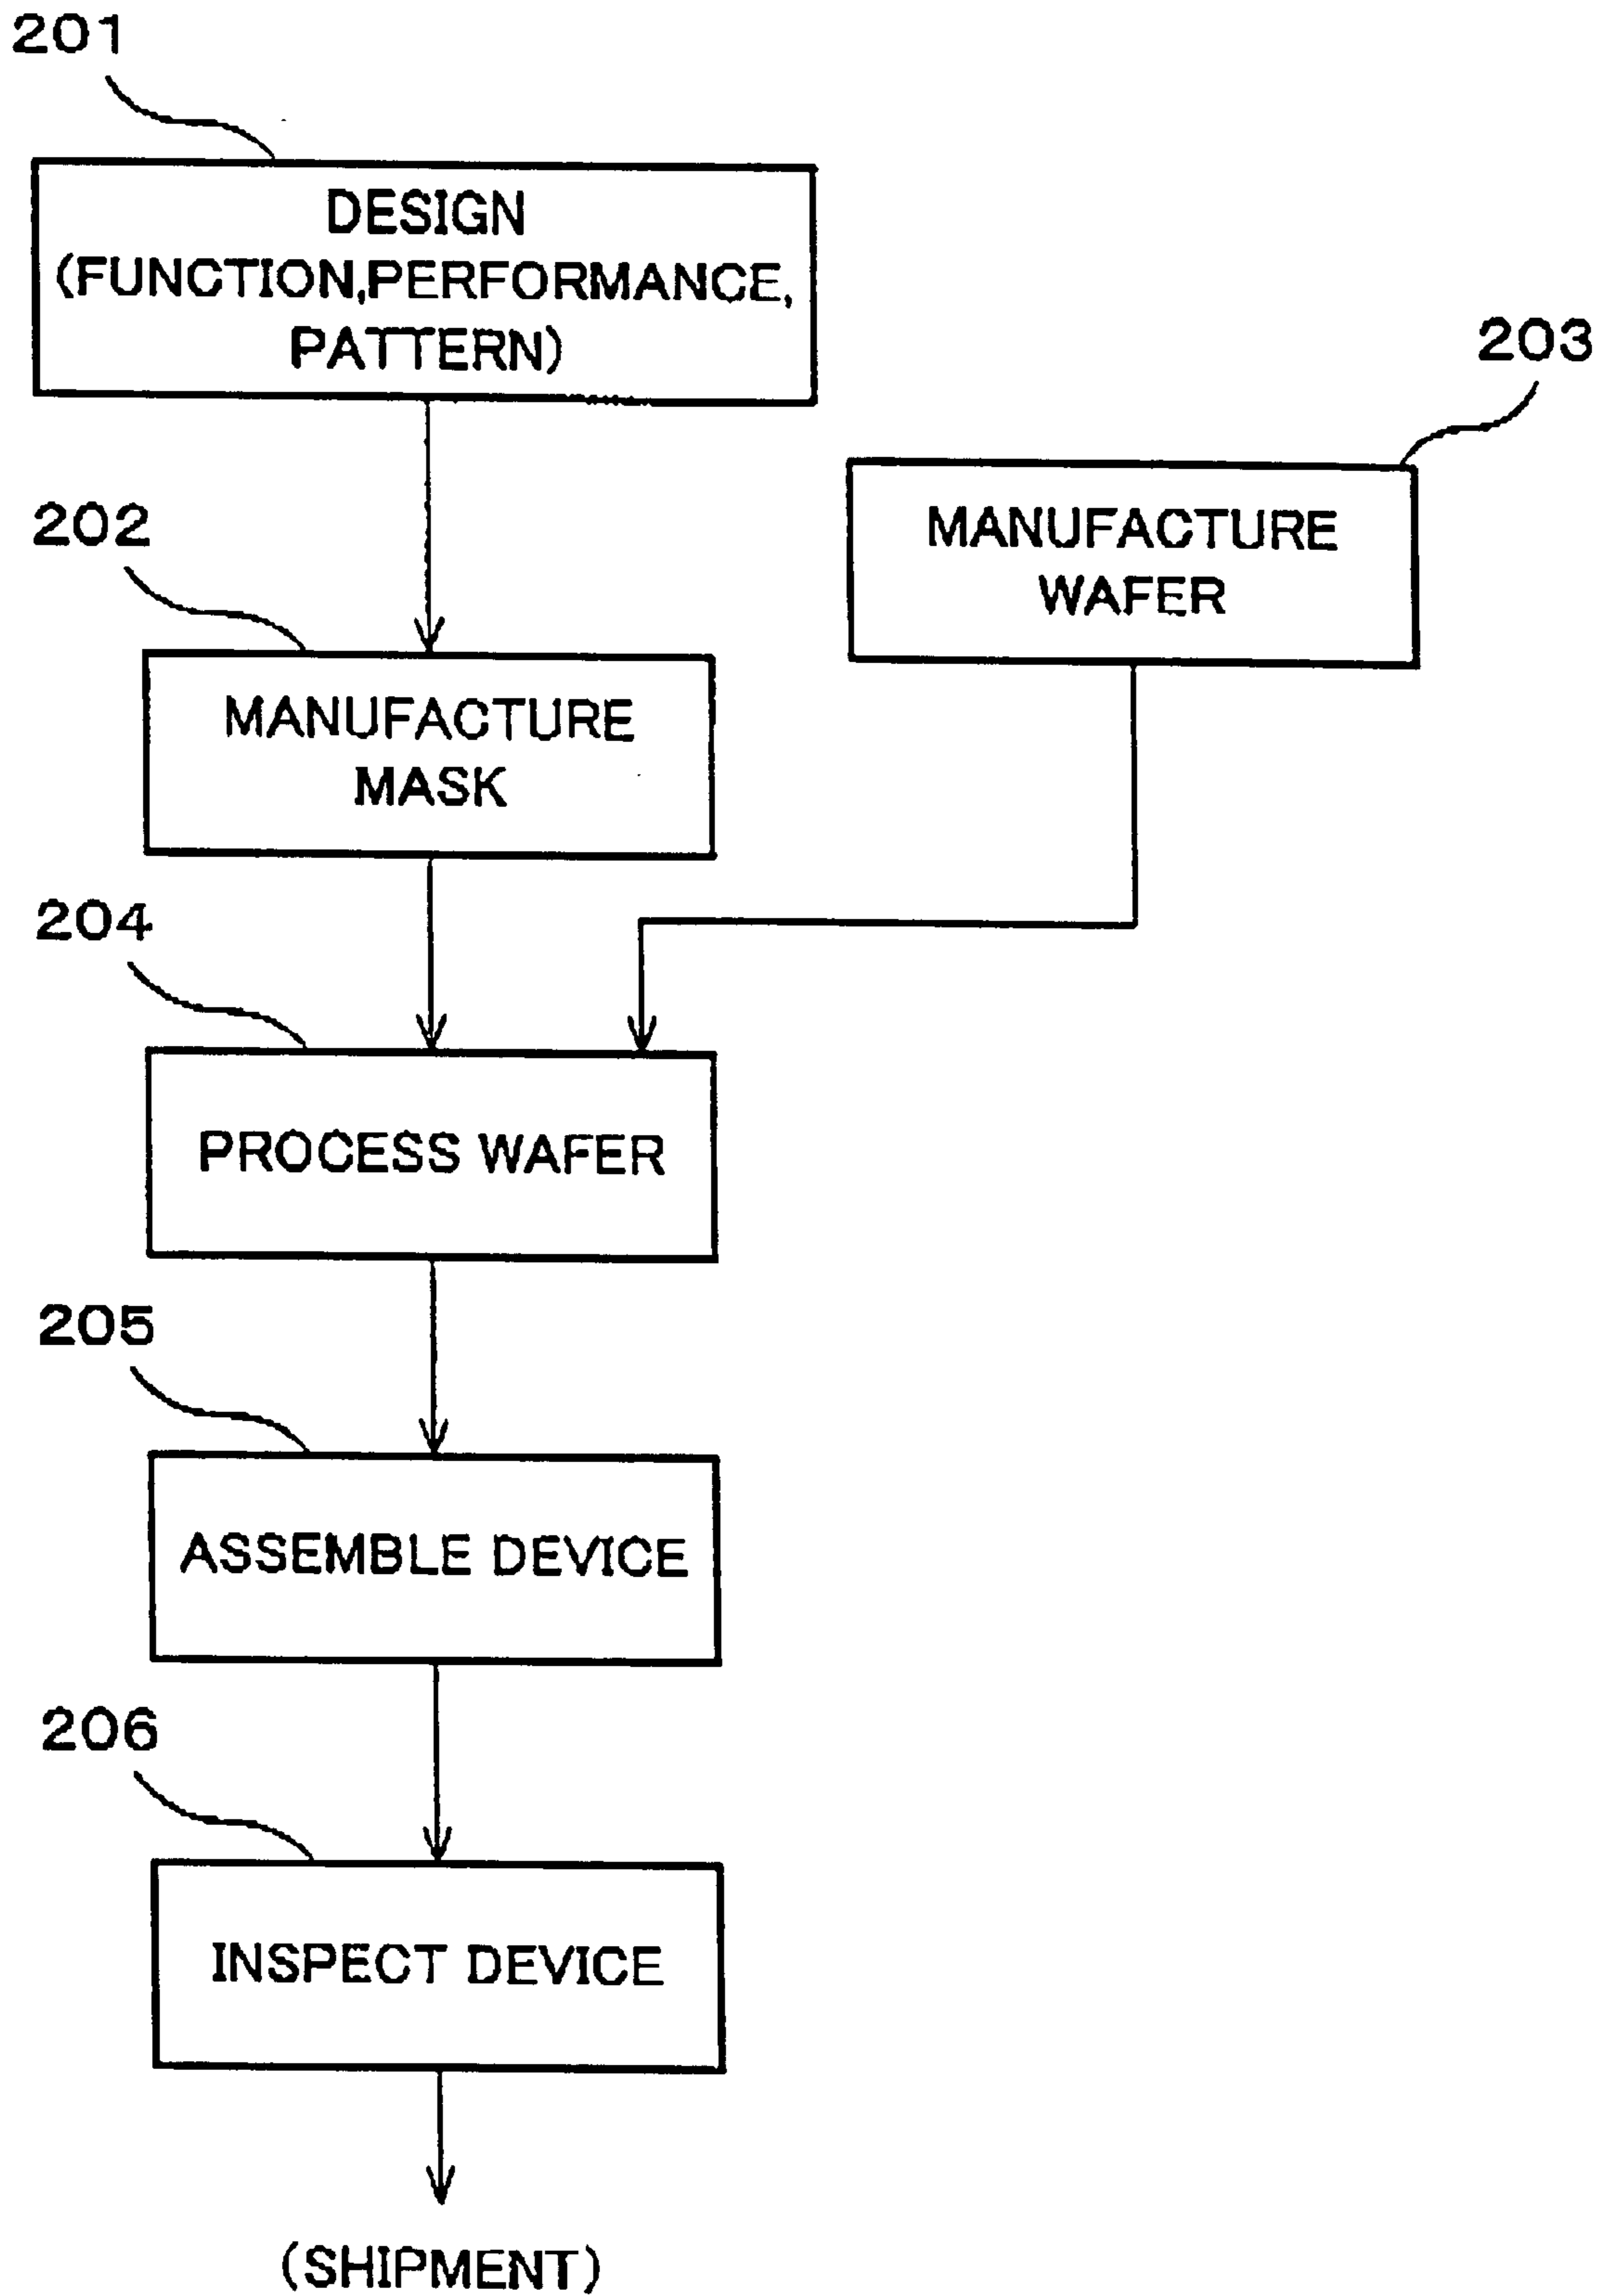 201
DESIGN
(FUNCTION,PERFORMANCE,
PATTERN)
203
MANUFACTURE
WAFER
202
MANUFACTURE
MASK
204
PROCESS WAFER
205
ASSEMBLE DEVICE
206
INSPECT DEVICE
(SHIPMENT)